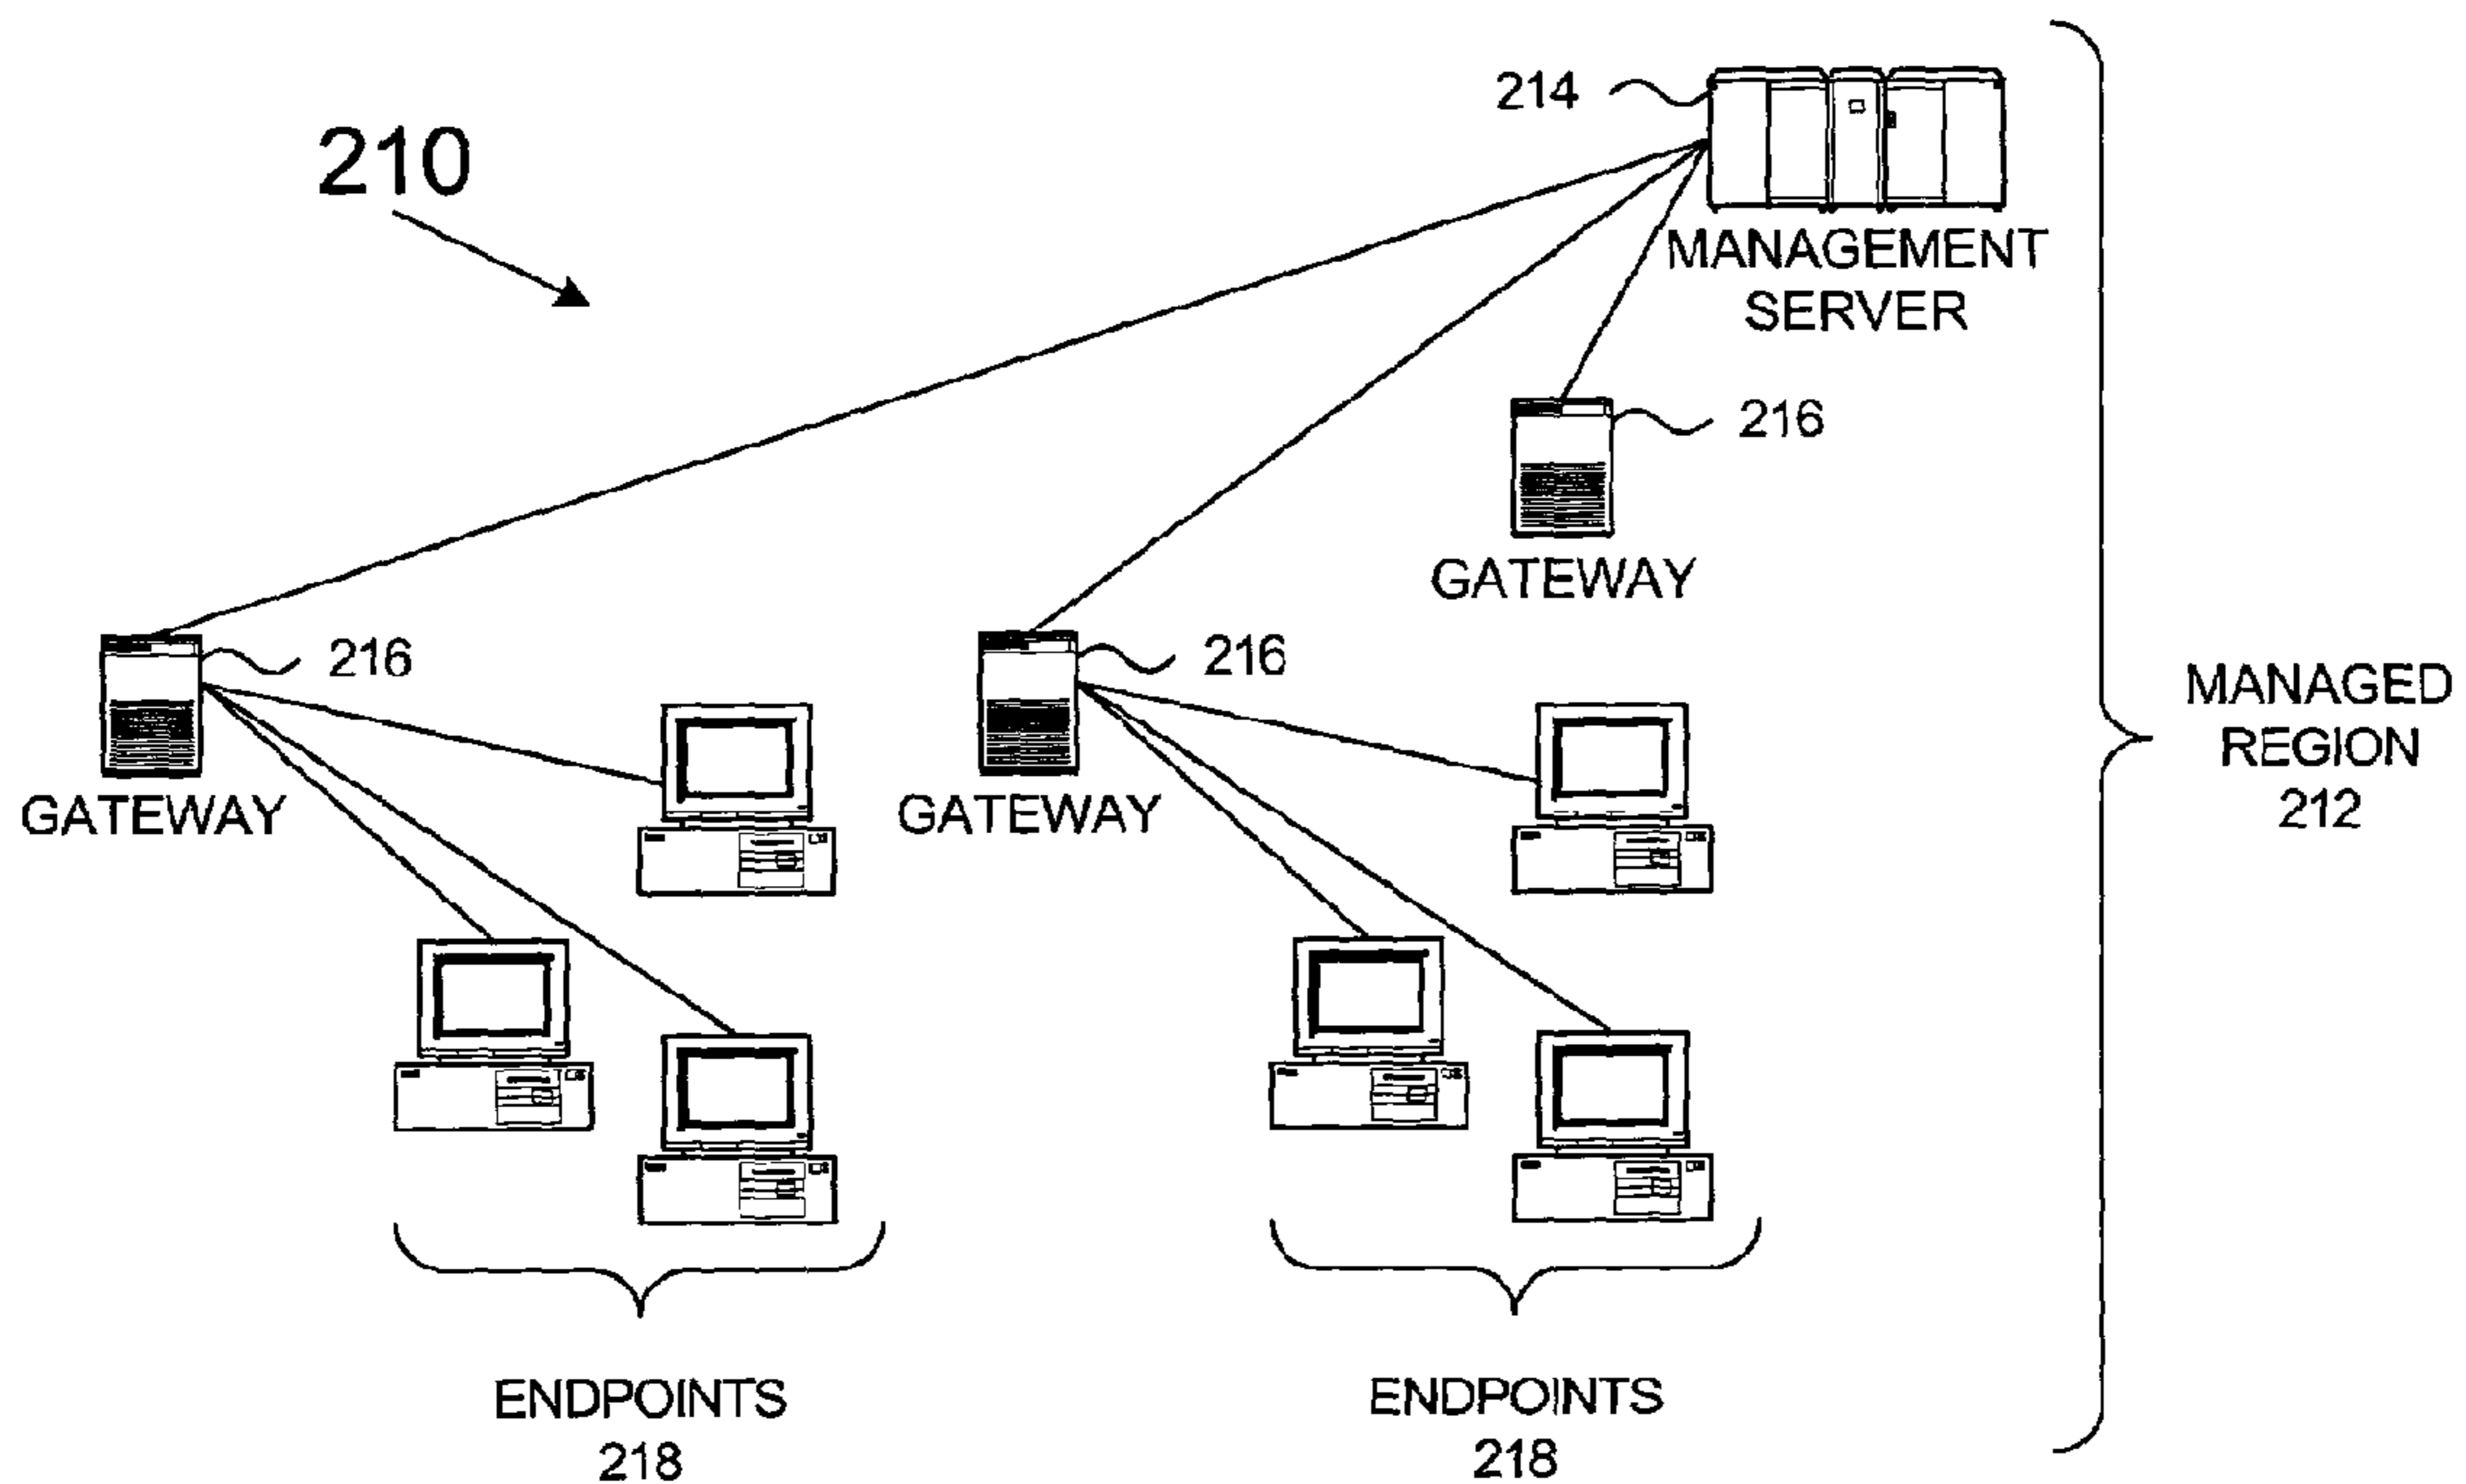 210
214
MANAGEMENT
SERVER
216
GATEWAY
216
GATEWAY
216
GATEWAY
MANAGED
REGION
212
ENDPOINTS
218
ENDPOINTS
218